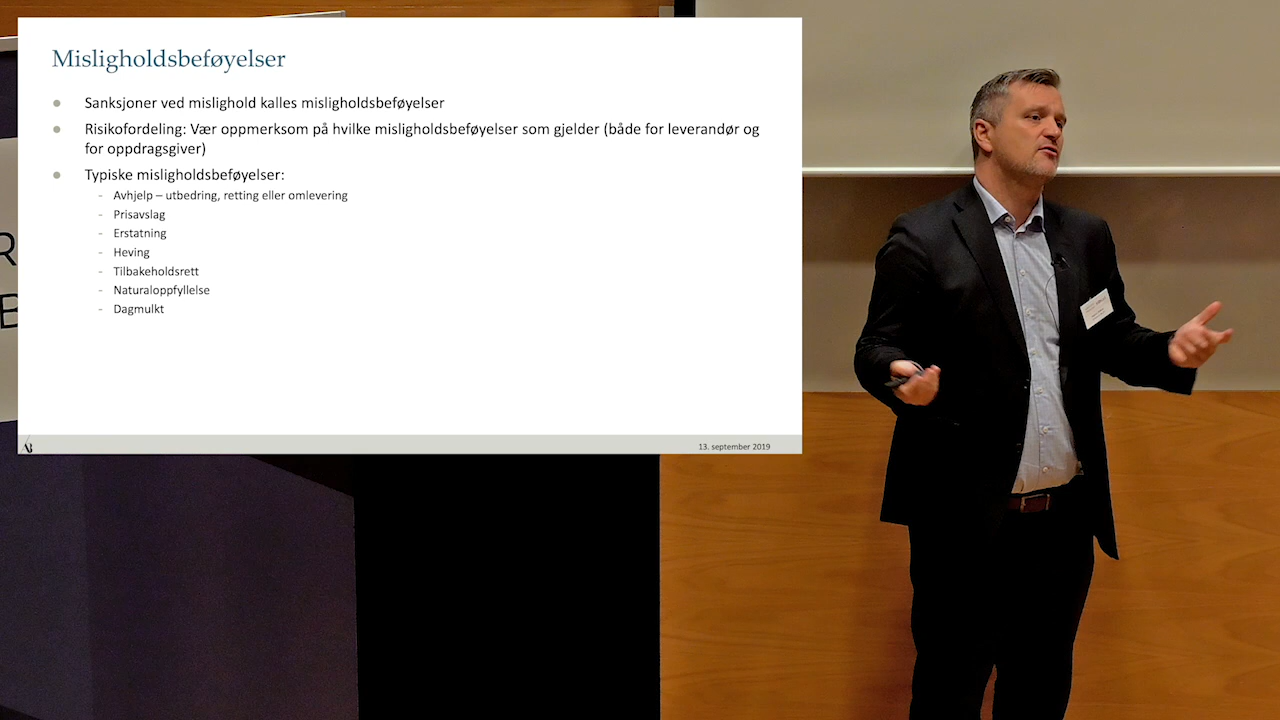 Misligholdsbeføyelser
● Sanksjoner ved mislighold kalles misligholdsbeføyelser
● Risikofordeling: Vær oppmerksom på hvilke misligholdsbeføyelser som gjelder (både for leverandør og
for oppdragsgiver)
● Typiske misligholdsbeføyelser:
- Avhjelp – utbedring, retting eller omlevering
- Prisavslag
- Erstatning
- Heving
- Tilbakeholdsrett
- Naturaloppfyllelse
- Dagmulkt
AB
13. september 2019